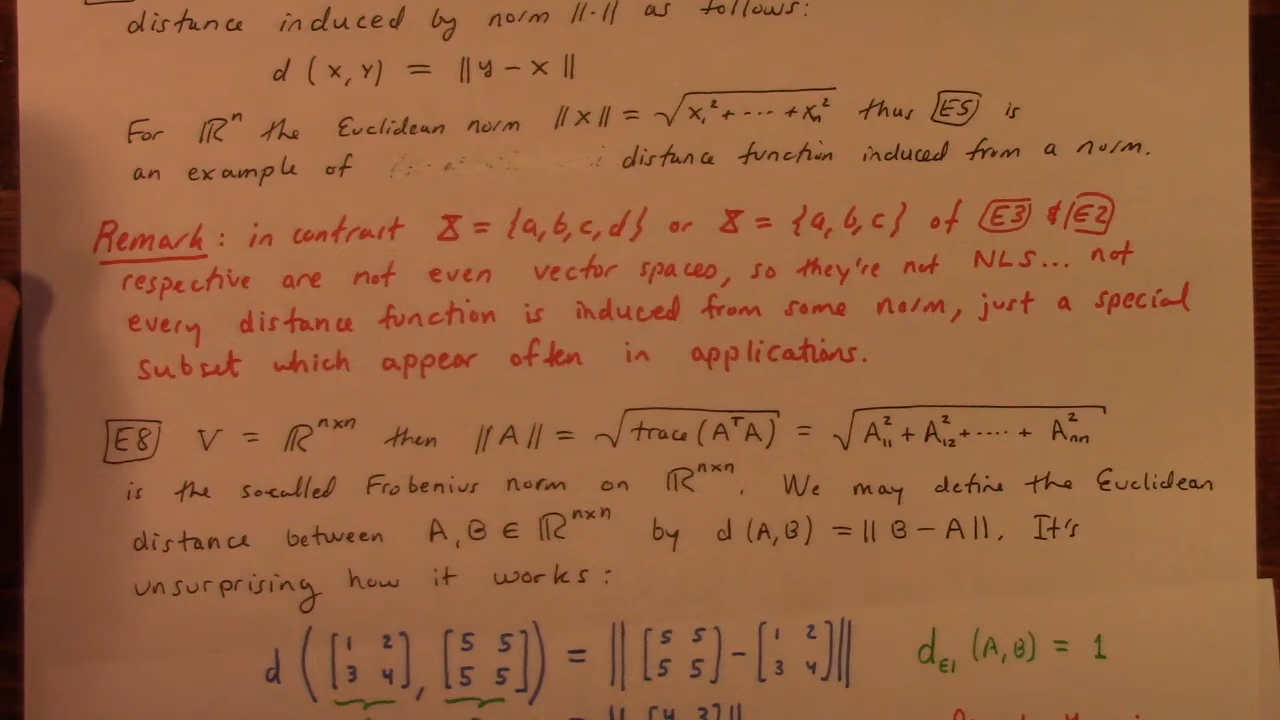 distance induced by norm ||·|| as follows:
d(x,y) = ||y-x||
For ℝⁿ the Euclidean norm ||x|| = √(x₁² + ··· + xₙ²) thus [E5] is
an example of distance function induced from a norm.
Remark: in contrast X = {a,b,c,d} or X = {a,b,c} of [E3] & [E2]
respective are not even vector spaces, so they're not NLS... not
every distance function is induced from some norm, just a special
subset which appear often in applications.
[E8] V = ℝⁿˣⁿ then ||A|| = √(trace(AᵀA)) = √(A₁₁² + A₁₂² + ···· + Aₙₙ²)
is the so-called Frobenius norm on ℝⁿˣⁿ. We may define the Euclidean
distance between A, B ∈ ℝⁿˣⁿ by d(A,B) = ||B-A||. It's
unsurprising how it works:
d([1 2; 3 4], [5 5; 5 5]) = ||[5 5; 5 5] - [1 2; 3 4]|| d_E1(A,B) = 1
= ||[4 3